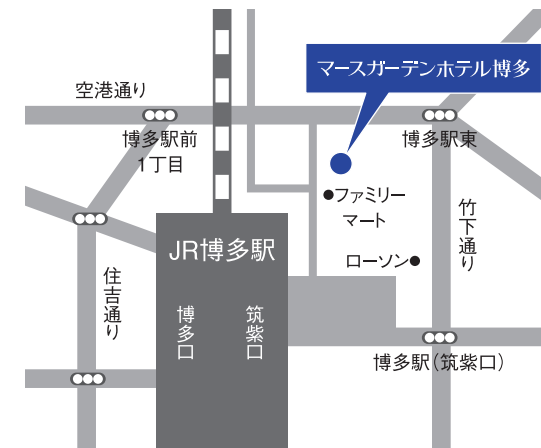 マースガーデンホテル博多
空港通り
博多駅前
1丁目
博多駅東
ファミリー
マート
竹下通り
JR博多駅
ローソン
住吉通り
博多口
筑紫口
博多駅(筑紫口)